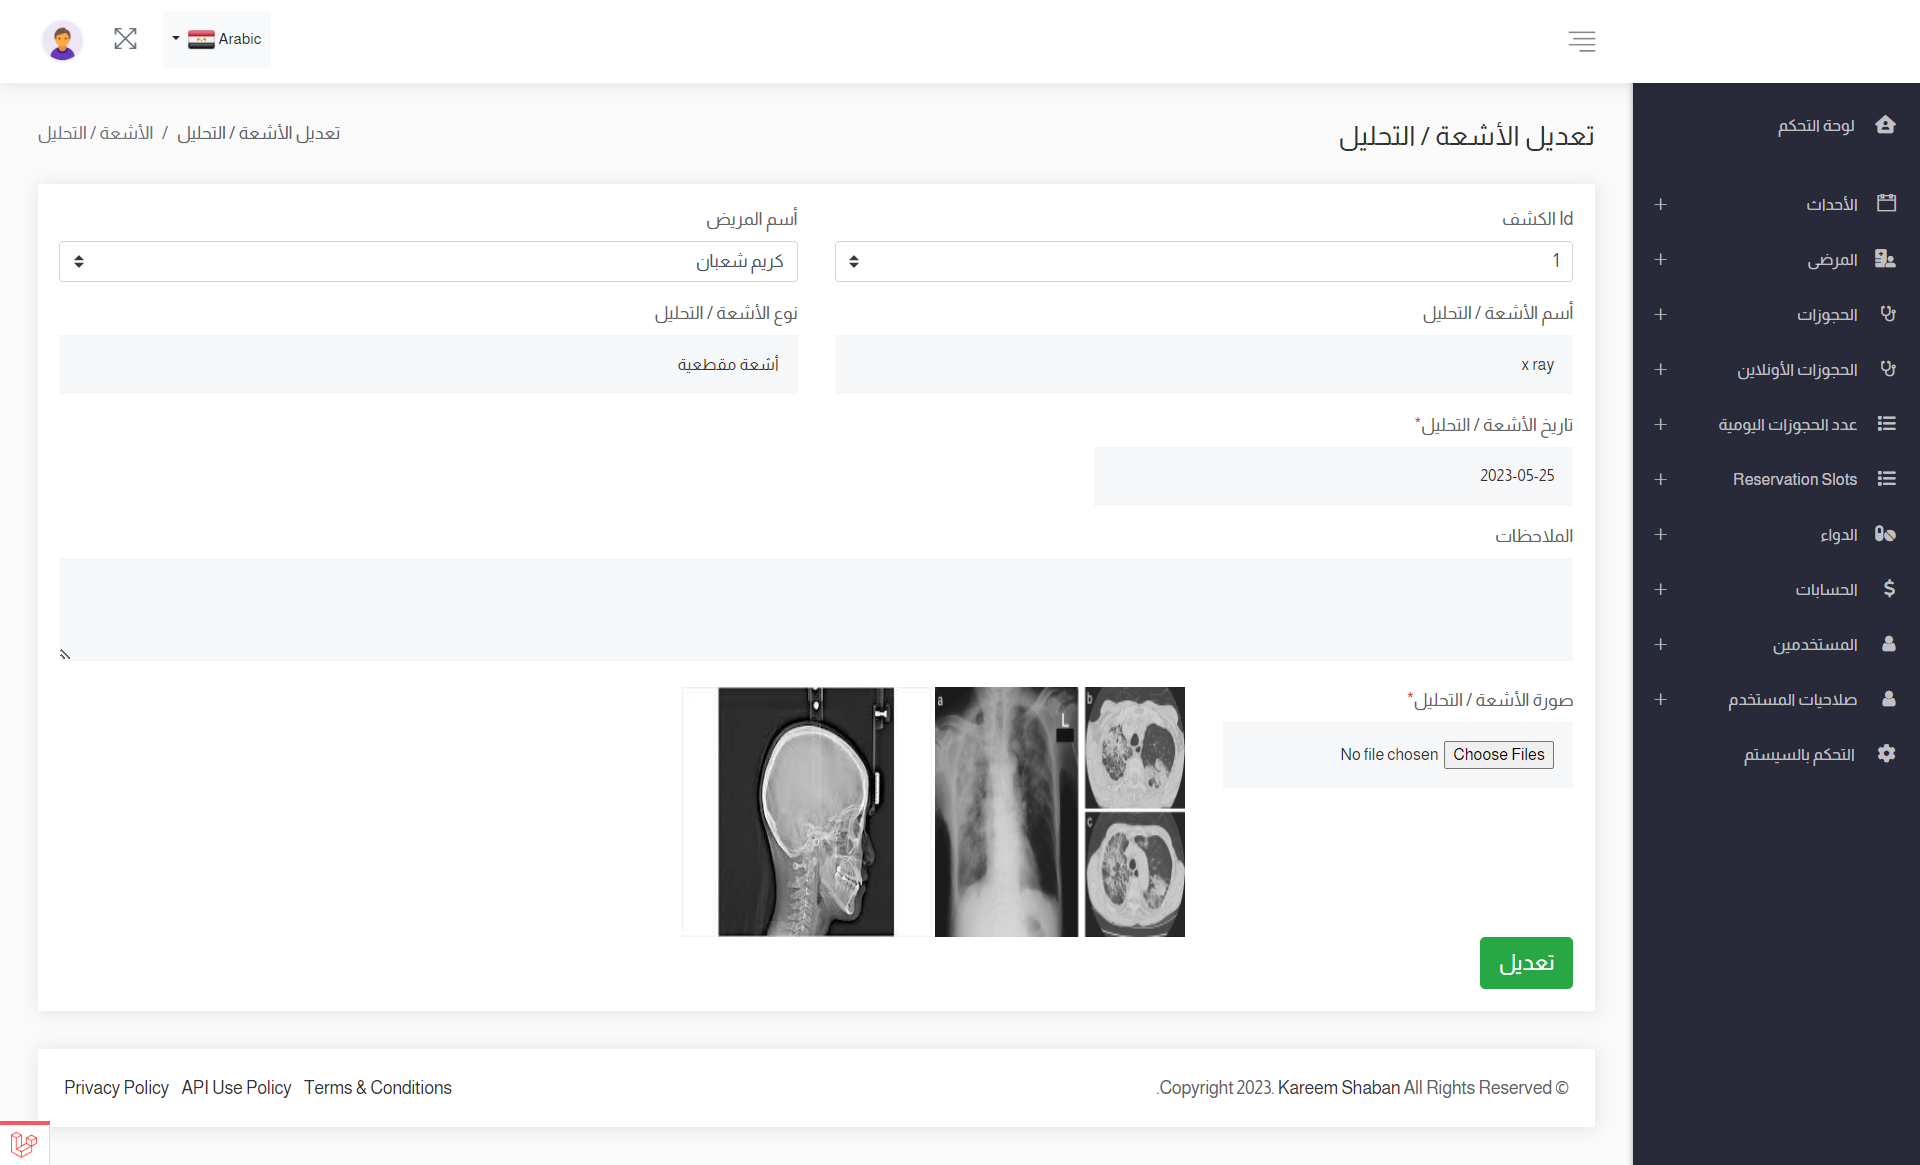 Arabic
لوحة التحكم
الأحداث
المرضى
الحجوزات
الحجوزات الأونلاين
عدد الحجوزات اليومية
Reservation Slots
الدواء
الحسابات
المستخدمين
صلاحيات المستخدم
التحكم بالسيستم
تعديل الأشعة / التحليل
الأشعة / التحليل / تعديل الأشعة / التحليل
Id الكشف
أسم المريض
1
كريم شعبان
أسم الأشعة / التحليل
نوع الأشعة / التحليل
x ray
أشعة مقطعية
تاريخ الأشعة / التحليل*
2023-05-25
الملاحظات
صورة الأشعة / التحليل*
Choose Files No file chosen
a
L
b
c
تعديل
.Copyright 2023. Kareem Shaban All Rights Reserved ©
Privacy Policy API Use Policy Terms & Conditions